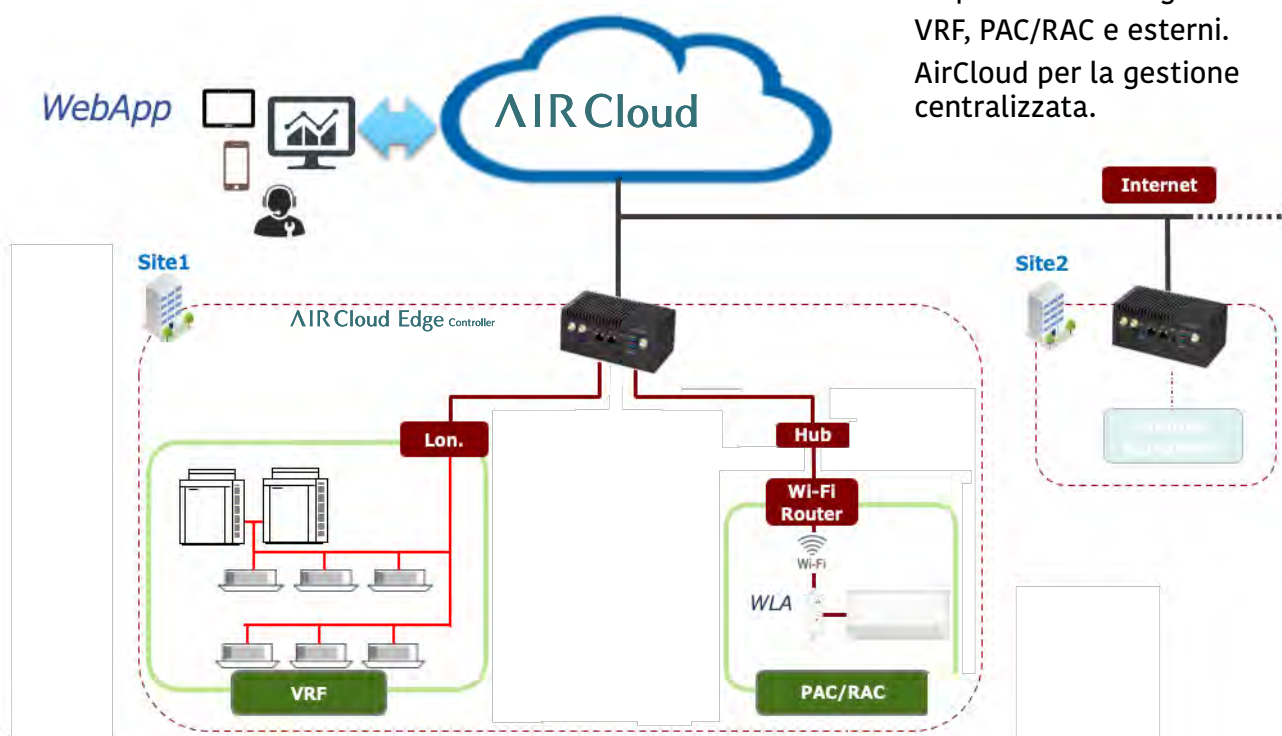 VRF, PAC/RAC e esterni.
AirCloud per la gestione
centralizzata.
WebApp
AIR Cloud
Internet
Site1
Site2
AIR Cloud Edge Controller
Lon.
Hub
Wi-Fi
Router
Wi-Fi
WLA
VRF
PAC/RAC